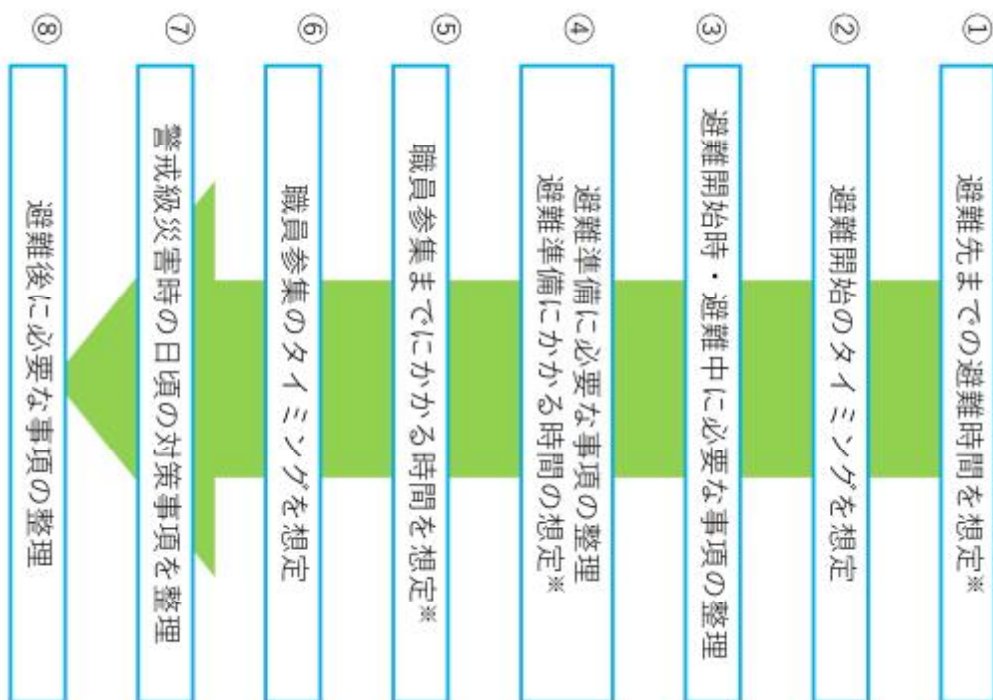 ①
避難先までの避難時間を想定※
②
避難開始のタイミングを想定
③
避難開始時・避難中に必要な事項の整理
④
避難準備に必要な事項の整理
避難準備にかかる時間の想定※
⑤
職員参集までにかかる時間を想定※
⑥
職員参集のタイミングを想定
⑦
警戒級災害時の日頃の対策事項を整理
⑧
避難後に必要な事項の整理